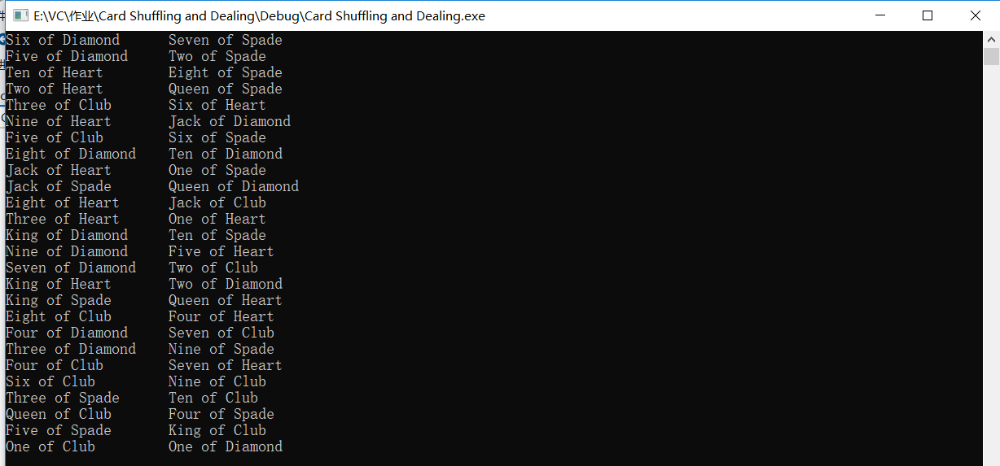 E:\VC\作业\Card Shuffling and Dealing\Debug\Card Shuffling and Dealing.exe
Six of Diamond Seven of Spade
Five of Diamond Two of Spade
Ten of Heart Eight of Spade
Two of Heart Queen of Spade
Three of Club Six of Heart
Nine of Heart Jack of Diamond
Five of Club Six of Spade
Eight of Diamond Ten of Diamond
Jack of Heart One of Spade
Jack of Spade Queen of Diamond
Eight of Heart Jack of Club
Three of Heart One of Heart
King of Diamond Ten of Spade
Nine of Diamond Five of Heart
Seven of Diamond Two of Club
King of Heart Two of Diamond
King of Spade Queen of Heart
Eight of Club Four of Heart
Four of Diamond Seven of Club
Three of Diamond Nine of Spade
Four of Club Seven of Heart
Six of Club Nine of Club
Three of Spade Ten of Club
Queen of Club Four of Spade
Five of Spade King of Club
One of Club One of Diamond